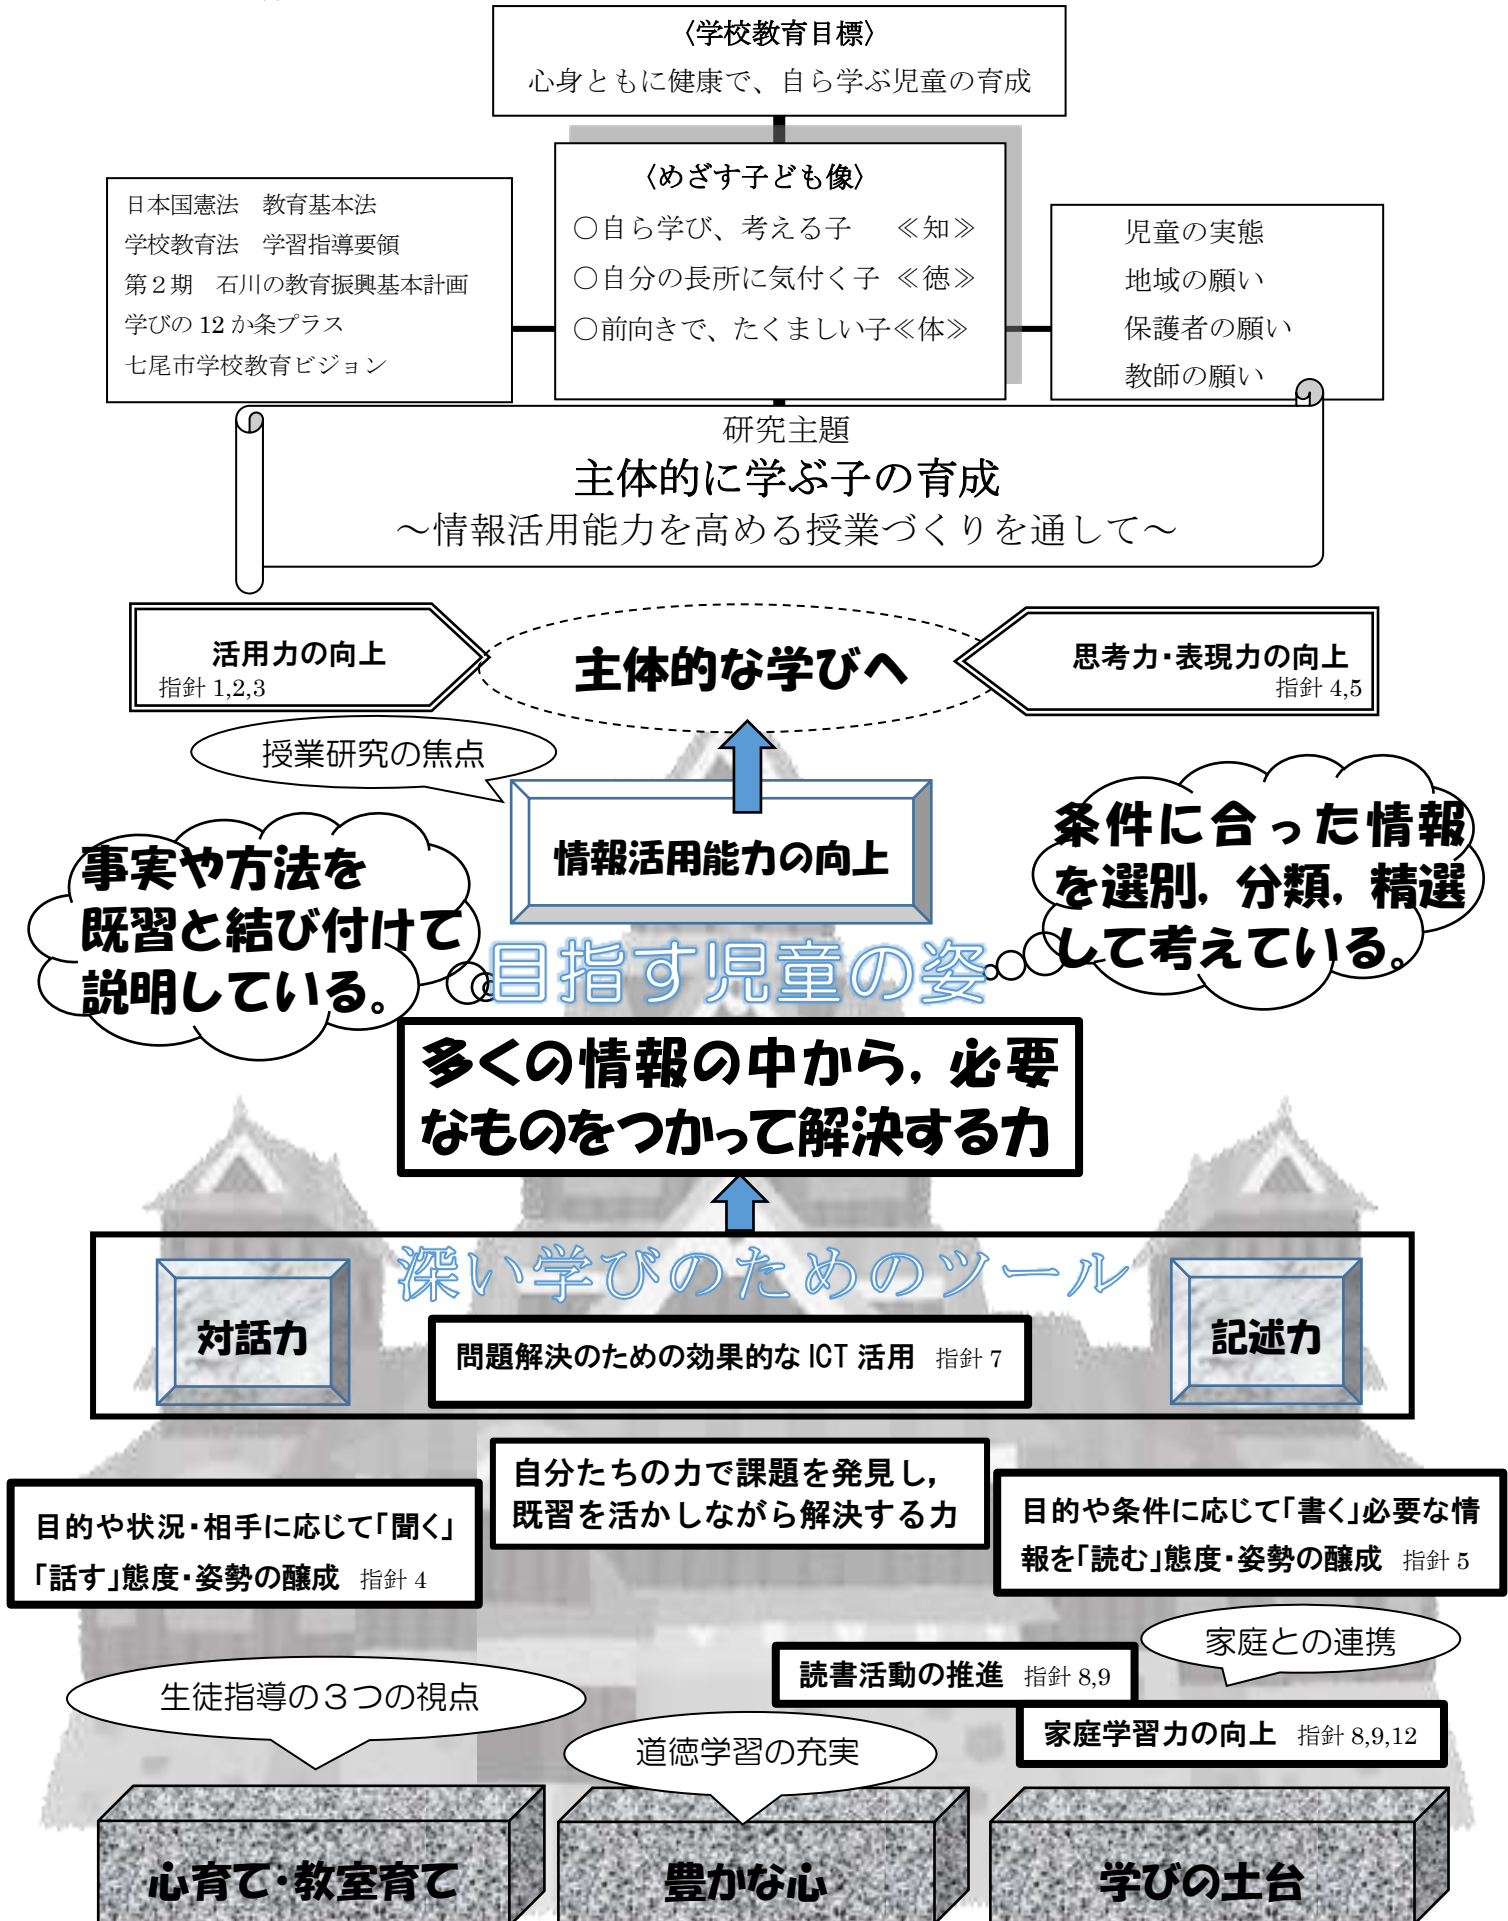 〈学校教育目標〉
心身ともに健康で、自ら学ぶ児童の育成
〈めざす子ども像〉
○自ら学び、考える子　≪知≫
○自分の長所に気付く子 ≪徳≫
○前向きで、たくましい子≪体≫
日本国憲法　教育基本法
学校教育法　学習指導要領
第２期　石川の教育振興基本計画
学びの 12 か条プラス
七尾市学校教育ビジョン
児童の実態
地域の願い
保護者の願い
教師の願い
研究主題
主体的に学ぶ子の育成
～情報活用能力を高める授業づくりを通して～
活用力の向上
指針 1,2,3
主体的な学びへ
思考力・表現力の向上
指針 4,5
授業研究の焦点
情報活用能力の向上
事実や方法を
既習と結び付けて
説明している。
条件に合った情報
を選別，分類，精選
して考えている。
目指す児童の姿
多くの情報の中から，必要
なものをつかって解決する力
深い学びのためのツール
対話力
問題解決のための効果的な ICT 活用　指針 7
記述力
自分たちの力で課題を発見し，
既習を活かしながら解決する力
目的や状況・相手に応じて「聞く」
「話す」態度・姿勢の醸成　指針 4
目的や条件に応じて「書く」必要な情
報を「読む」態度・姿勢の醸成　指針 5
家庭との連携
読書活動の推進　指針 8,9
生徒指導の３つの視点
家庭学習力の向上　指針 8,9,12
道徳学習の充実
心育て・教室育て
豊かな心
学びの土台